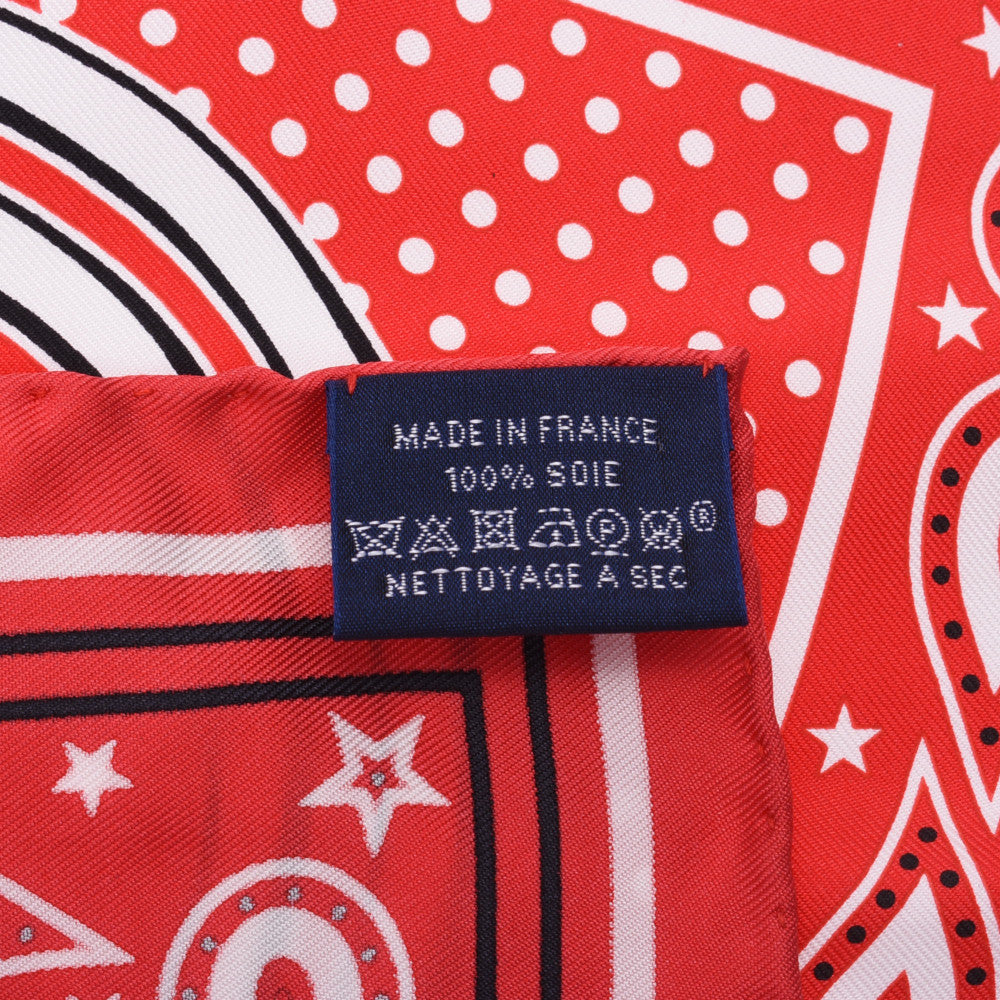 MADE IN FRANCE
100% SOIE
P W ®
NETTOYAGE A SEC